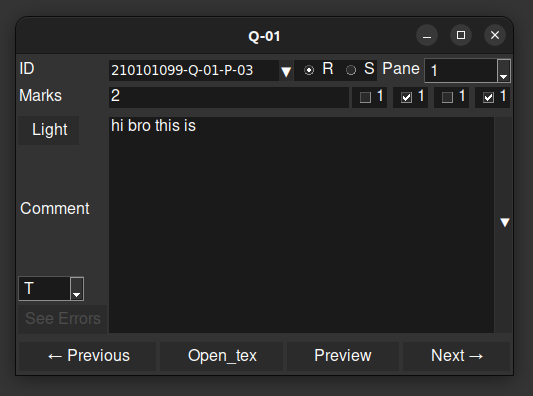 Q-01
ID 210101099-Q-01-P-03 R S Pane 1
Marks 2 1 1 1 1
Light
hi bro this is
Comment
T
See Errors
← Previous Open_tex Preview Next →